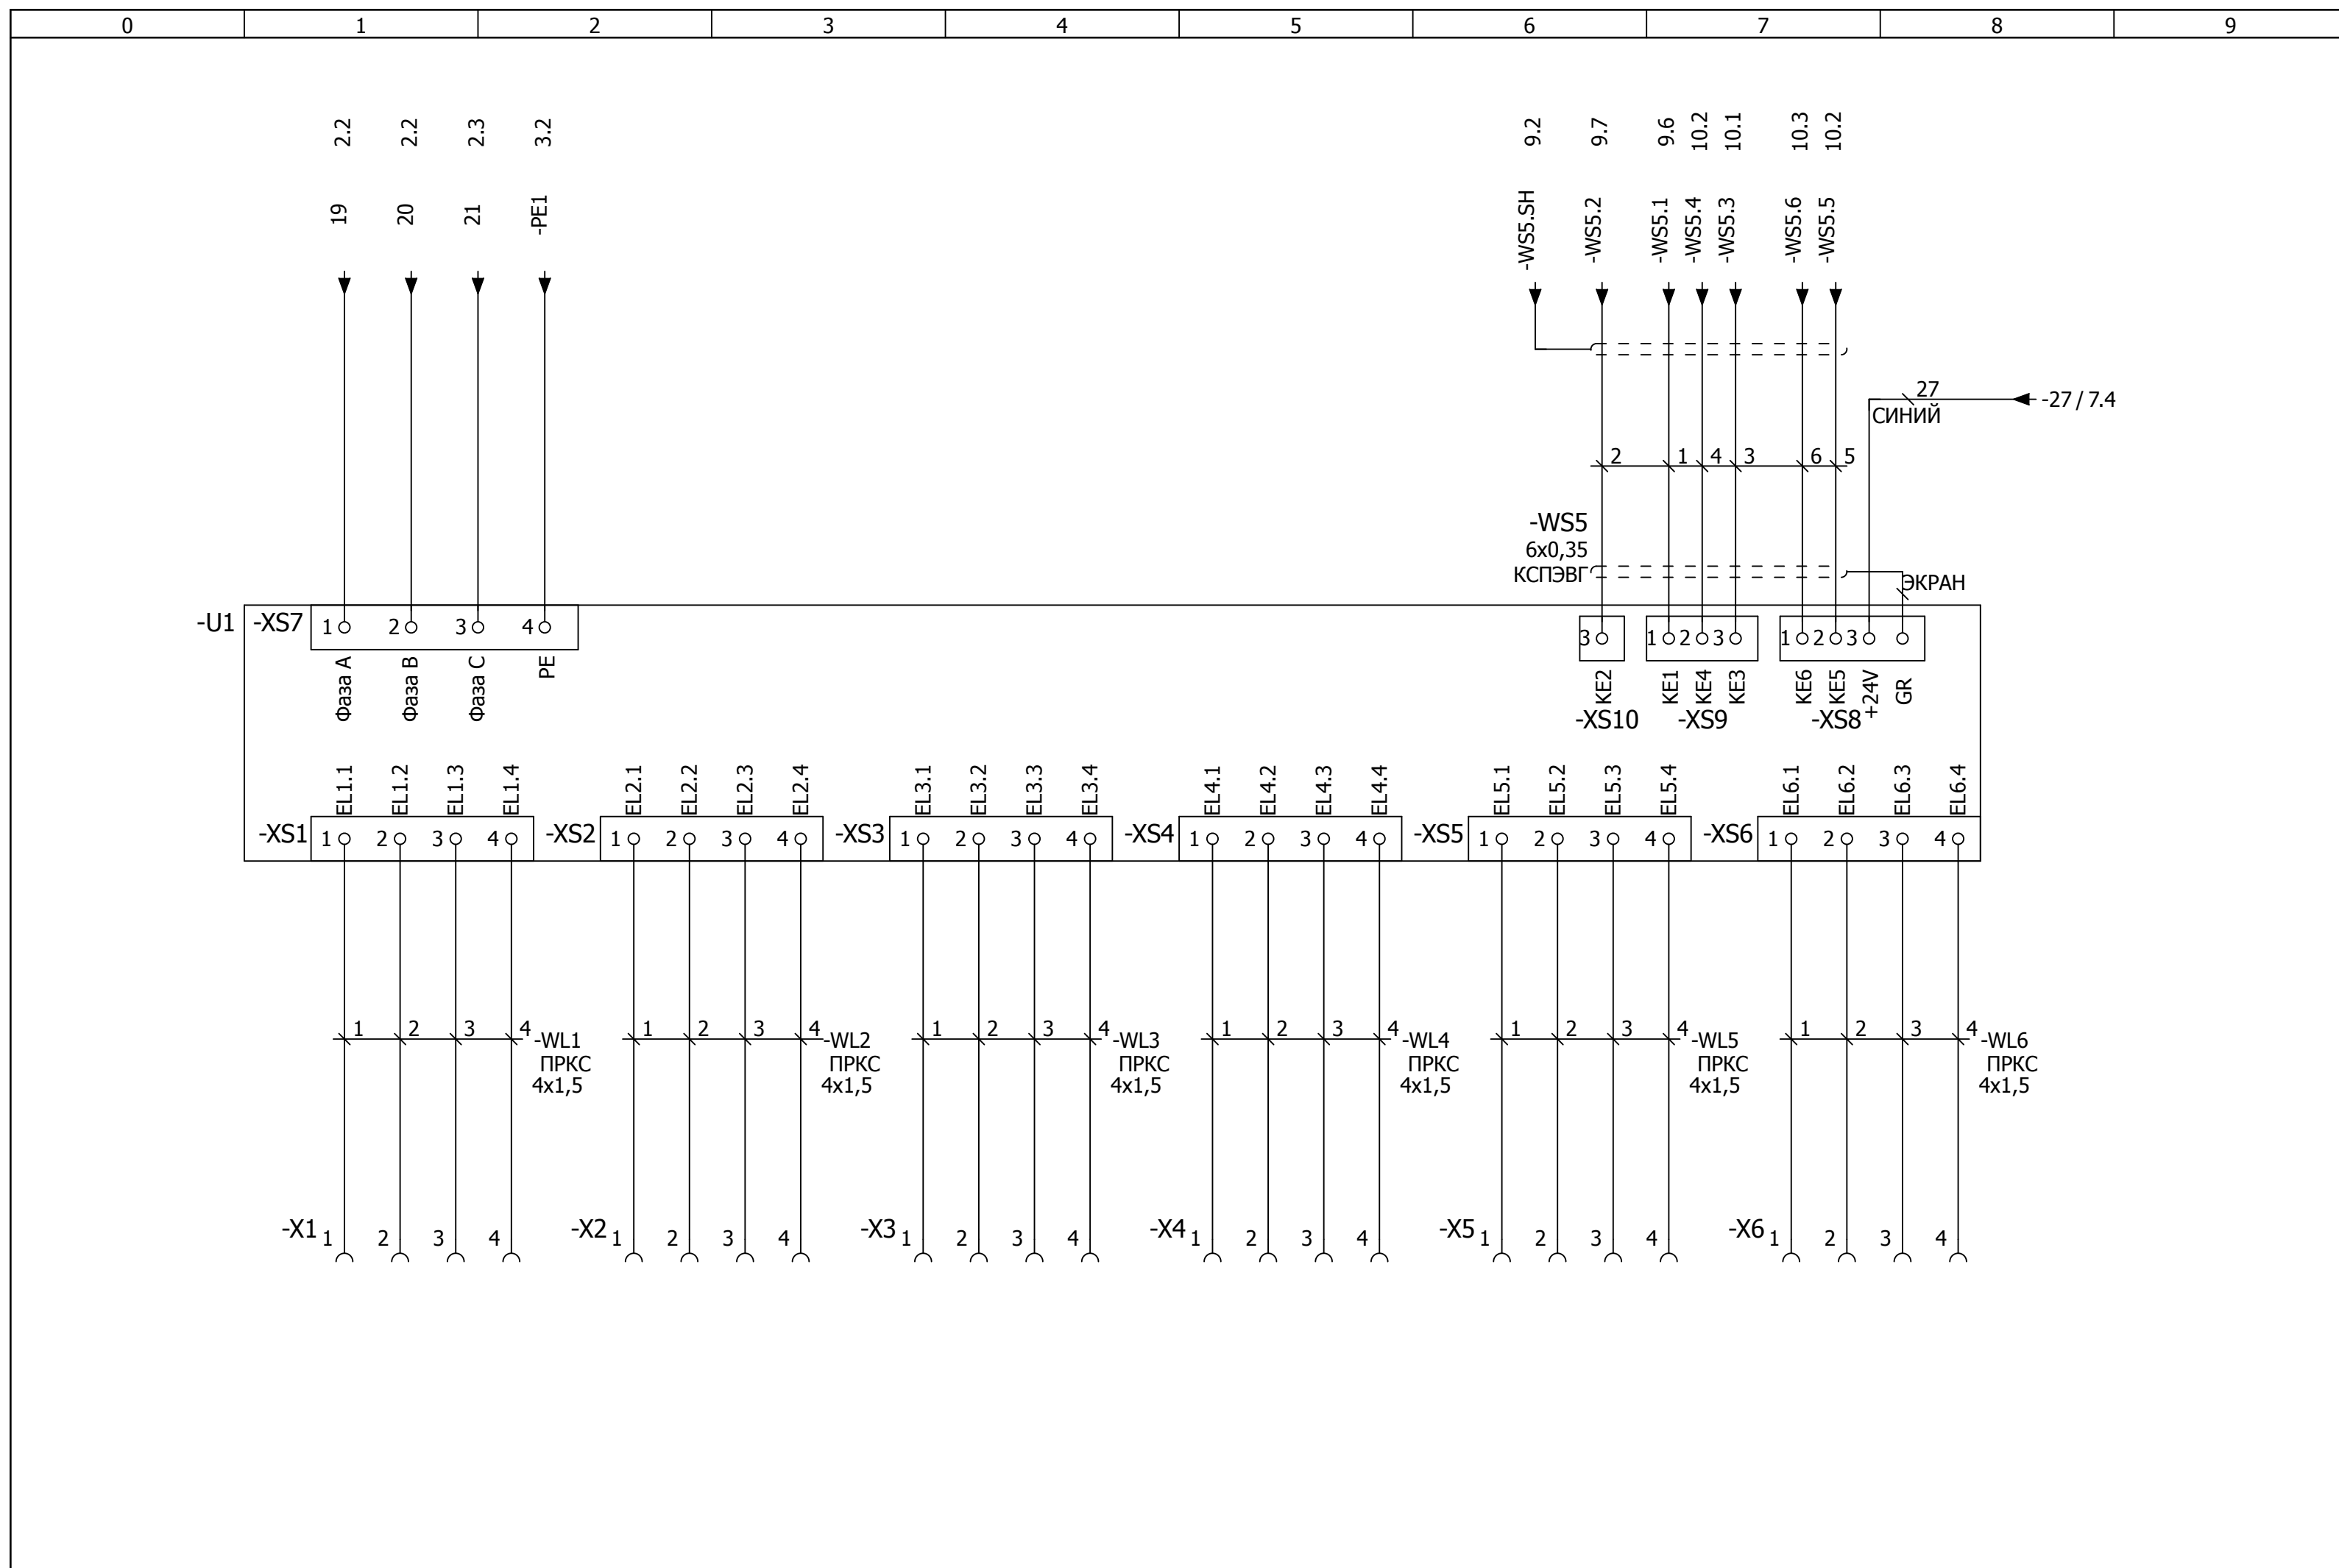 0 1 2 3 4 5 6 7 8 9
2.2 2.2 2.3 3.2 9.2 9.7 9.6 10.2 10.1 10.3 10.2
19 20 21 -PE1 -WS5.SH -WS5.2 -WS5.1 -WS5.4 -WS5.3 -WS5.6 -WS5.5
27 -27 / 7.4
СИНИЙ
2 1 4 3 6 5
-WS5
6x0,35
КСПЭВГ
ЭКРАН
-U1 -XS7 1 2 3 4 3 1 2 3 1 2 3
Фаза A Фаза B Фаза C PE KE2 KE1 KE4 KE3 KE6 KE5 +24V GR
-XS10 -XS9 -XS8
EL1.1 EL1.2 EL1.3 EL1.4 EL2.1 EL2.2 EL2.3 EL2.4 EL3.1 EL3.2 EL3.3 EL3.4 EL4.1 EL4.2 EL4.3 EL4.4 EL5.1 EL5.2 EL5.3 EL5.4 EL6.1 EL6.2 EL6.3 EL6.4
-XS1 1 2 3 4 -XS2 1 2 3 4 -XS3 1 2 3 4 -XS4 1 2 3 4 -XS5 1 2 3 4 -XS6 1 2 3 4
1 2 3 4 1 2 3 4 1 2 3 4 1 2 3 4 1 2 3 4 1 2 3 4
-WL1 -WL2 -WL3 -WL4 -WL5 -WL6
ПРКС ПРКС ПРКС ПРКС ПРКС ПРКС
4x1,5 4x1,5 4x1,5 4x1,5 4x1,5 4x1,5
-X1 1 2 3 4 -X2 1 2 3 4 -X3 1 2 3 4 -X4 1 2 3 4 -X5 1 2 3 4 -X6 1 2 3 4